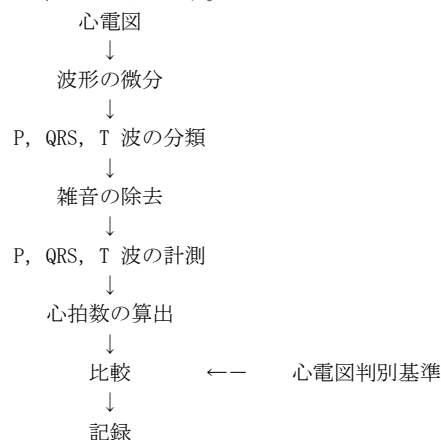 心電図
↓
波形の微分
↓
P, QRS, T 波の分類
↓
雑音の除去
↓
P, QRS, T 波の計測
↓
心拍数の算出
↓
比較 ←− 心電図判別基準
↓
記録